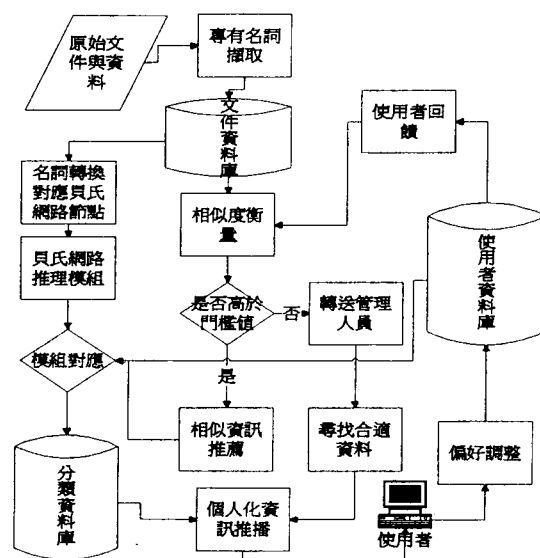 原始文
件與資
料
專有名詞
擷取
文件資料庫
使用者回
饋
名詞轉換
對應貝氏
網路節點
相似度衡
量
使用者資料庫
貝氏網路
推理模組
是否高於
門檻值
否
轉送管理
人員
模組對應
是
相似資訊
推薦
尋找合適
資料
偏好調整
分類資料庫
個人化資
訊推播
使用者